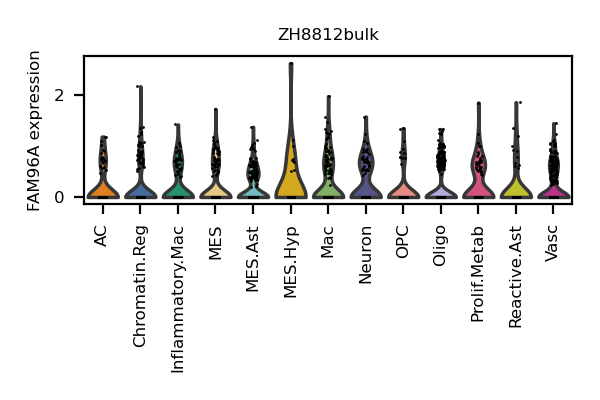 ZH8812bulk
FAM96A expression
2
0
AC
Chromatin.Reg
Inflammatory.Mac
MES
MES.Ast
MES.Hyp
Mac
Neuron
OPC
Oligo
Prolif.Metab
Reactive.Ast
Vasc